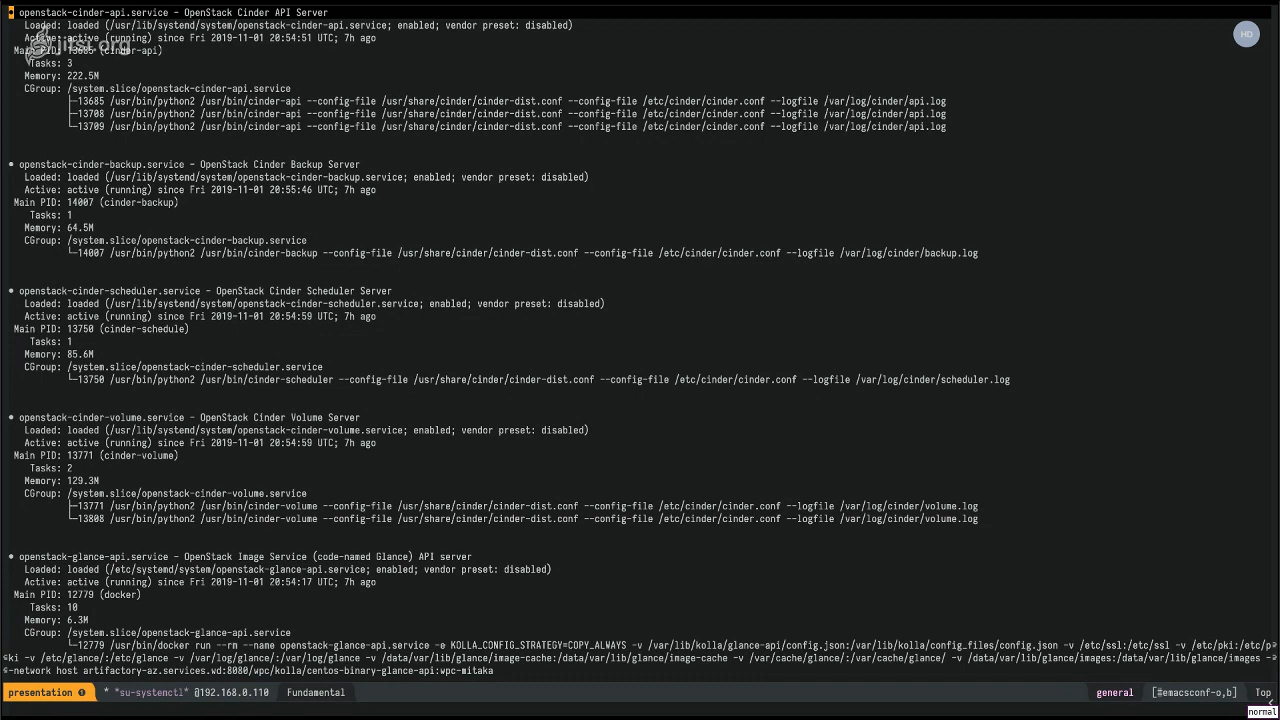 ● openstack-cinder-api.service - OpenStack Cinder API Server
Loaded: loaded (/usr/lib/systemd/system/openstack-cinder-api.service; enabled; vendor preset: disabled)
Active: active (running) since Fri 2019-11-01 20:54:51 UTC; 7h ago
jitsi.org
HD
Main PID: 13685 (cinder-api)
Tasks: 3
Memory: 222.5M
CGroup: /system.slice/openstack-cinder-api.service
├─13685 /usr/bin/python2 /usr/bin/cinder-api --config-file /usr/share/cinder/cinder-dist.conf --config-file /etc/cinder/cinder.conf --logfile /var/log/cinder/api.log
├─13708 /usr/bin/python2 /usr/bin/cinder-api --config-file /usr/share/cinder/cinder-dist.conf --config-file /etc/cinder/cinder.conf --logfile /var/log/cinder/api.log
└─13709 /usr/bin/python2 /usr/bin/cinder-api --config-file /usr/share/cinder/cinder-dist.conf --config-file /etc/cinder/cinder.conf --logfile /var/log/cinder/api.log
● openstack-cinder-backup.service - OpenStack Cinder Backup Server
Loaded: loaded (/usr/lib/systemd/system/openstack-cinder-backup.service; enabled; vendor preset: disabled)
Active: active (running) since Fri 2019-11-01 20:55:46 UTC; 7h ago
Main PID: 14007 (cinder-backup)
Tasks: 1
Memory: 64.5M
CGroup: /system.slice/openstack-cinder-backup.service
└─14007 /usr/bin/python2 /usr/bin/cinder-backup --config-file /usr/share/cinder/cinder-dist.conf --config-file /etc/cinder/cinder.conf --logfile /var/log/cinder/backup.log
● openstack-cinder-scheduler.service - OpenStack Cinder Scheduler Server
Loaded: loaded (/usr/lib/systemd/system/openstack-cinder-scheduler.service; enabled; vendor preset: disabled)
Active: active (running) since Fri 2019-11-01 20:54:59 UTC; 7h ago
Main PID: 13750 (cinder-schedule)
Tasks: 1
Memory: 85.6M
CGroup: /system.slice/openstack-cinder-scheduler.service
└─13750 /usr/bin/python2 /usr/bin/cinder-scheduler --config-file /usr/share/cinder/cinder-dist.conf --config-file /etc/cinder/cinder.conf --logfile /var/log/cinder/scheduler.log
● openstack-cinder-volume.service - OpenStack Cinder Volume Server
Loaded: loaded (/usr/lib/systemd/system/openstack-cinder-volume.service; enabled; vendor preset: disabled)
Active: active (running) since Fri 2019-11-01 20:54:59 UTC; 7h ago
Main PID: 13771 (cinder-volume)
Tasks: 2
Memory: 129.3M
CGroup: /system.slice/openstack-cinder-volume.service
├─13771 /usr/bin/python2 /usr/bin/cinder-volume --config-file /usr/share/cinder/cinder-dist.conf --config-file /etc/cinder/cinder.conf --logfile /var/log/cinder/volume.log
└─13808 /usr/bin/python2 /usr/bin/cinder-volume --config-file /usr/share/cinder/cinder-dist.conf --config-file /etc/cinder/cinder.conf --logfile /var/log/cinder/volume.log
● openstack-glance-api.service - OpenStack Image Service (code-named Glance) API server
Loaded: loaded (/etc/systemd/system/openstack-glance-api.service; enabled; vendor preset: disabled)
Active: active (running) since Fri 2019-11-01 20:54:17 UTC; 7h ago
Main PID: 12779 (docker)
Tasks: 10
Memory: 6.3M
CGroup: /system.slice/openstack-glance-api.service
└─12779 /usr/bin/docker run --rm --name openstack-glance-api.service -e KOLLA_CONFIG_STRATEGY=COPY_ALWAYS -v /var/lib/kolla/glance-api/config.json:/var/lib/kolla/config_files/config.json -v /etc/ssl:/etc/ssl -v /etc/pki:/etc/p
ki -v /etc/glance/:/etc/glance -v /var/log/glance/:/var/log/glance -v /data/var/lib/glance/image-cache:/data/var/lib/glance/image-cache -v /var/cache/glance/:/var/cache/glance/ -v /data/var/lib/glance/images:/data/var/lib/glance/images -
-network host artifactory-az.services.wd:8080/wpc/kolla/centos-binary-glance-api:wpc-mitaka
presentation ❶ * *su-systemctl* @192.168.0.110 Fundamental general [#emacsconf-o,b] Top
normal